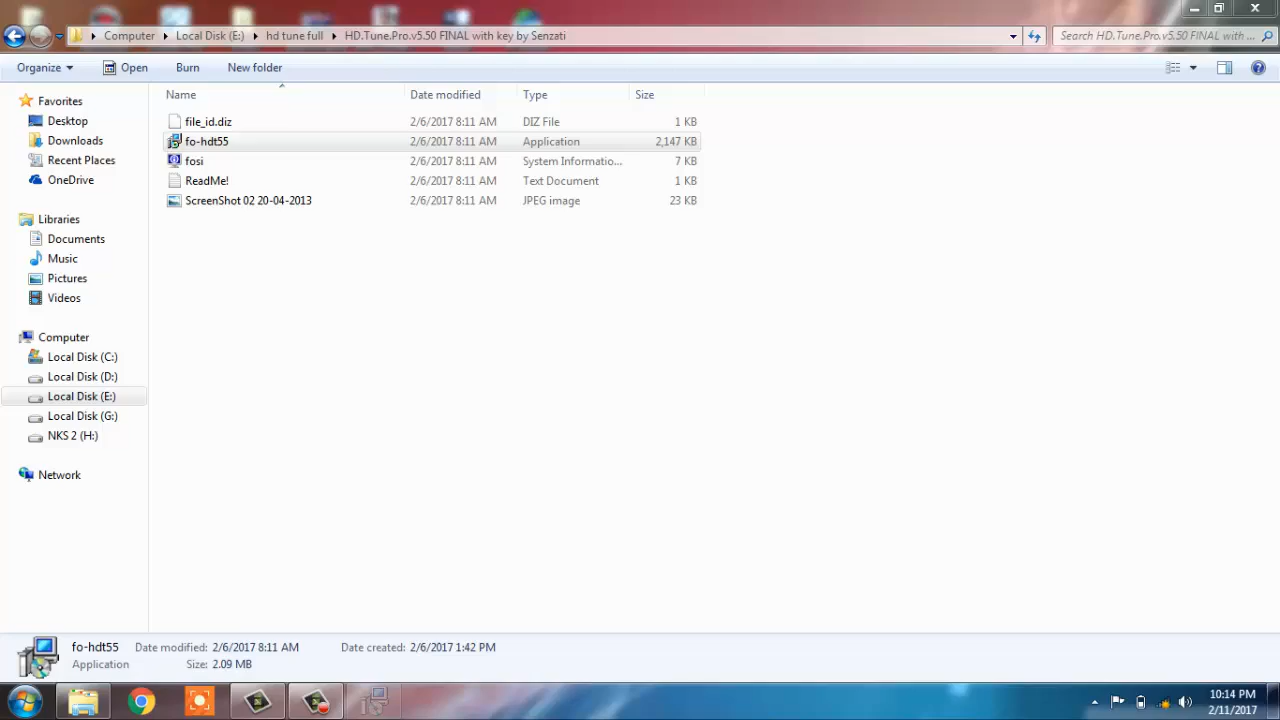 Computer Local Disk (E:) hd tune full HD.Tune.Pro.v5.50 FINAL with key by Senzati Search HD.Tune.Pro.v5.50 FINAL with ...
Organize Open Burn New folder
Name Date modified Type Size
Favorites
Desktop
Downloads
Recent Places
OneDrive
Libraries
Documents
Music
Pictures
Videos
Computer
Local Disk (C:)
Local Disk (D:)
Local Disk (E:)
Local Disk (G:)
NKS 2 (H:)
Network
file_id.diz 2/6/2017 8:11 AM DIZ File 1 KB
fo-hdt55 2/6/2017 8:11 AM Application 2,147 KB
fosi 2/6/2017 8:11 AM System Informatio... 7 KB
ReadMe! 2/6/2017 8:11 AM Text Document 1 KB
ScreenShot 02 20-04-2013 2/6/2017 8:11 AM JPEG image 23 KB
fo-hdt55 Date modified: 2/6/2017 8:11 AM Date created: 2/6/2017 1:42 PM
Application Size: 2.09 MB
10:14 PM
2/11/2017